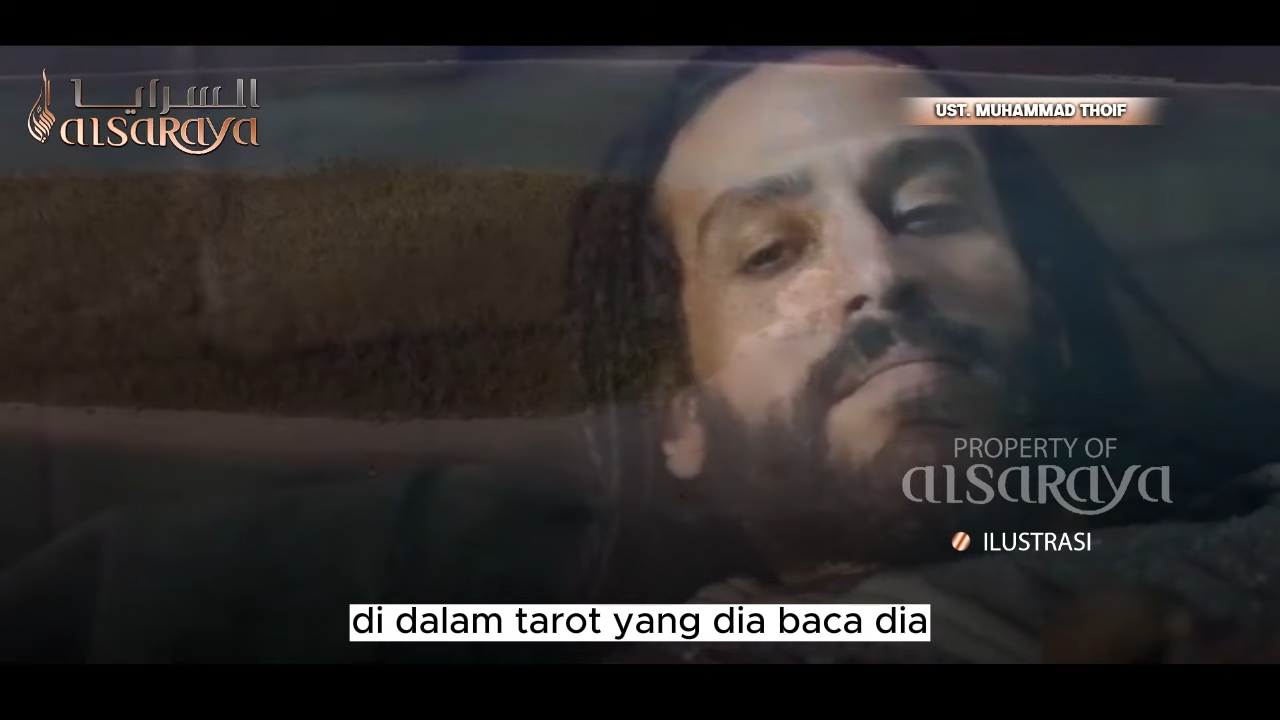 السرايا
alsaraya
UST. MUHAMMAD THOIF
PROPERTY OF
alsaraya
ILUSTRASI
di dalam tarot yang dia baca dia